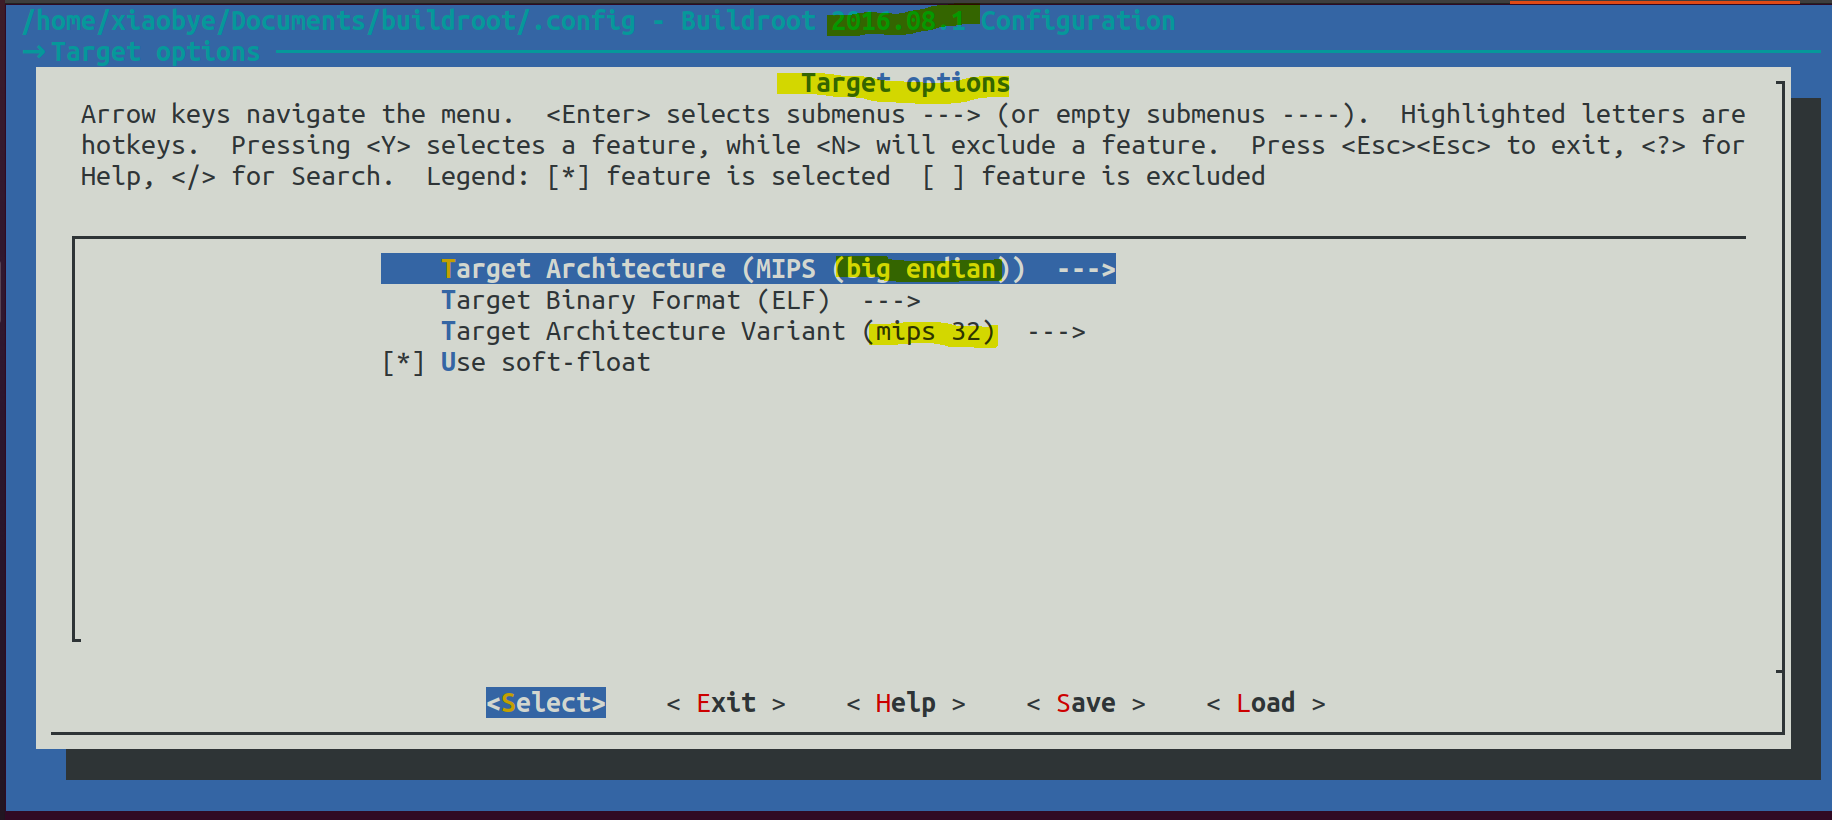 /home/xiaobye/Documents/buildroot/.config - Buildroot 2016.08.1 Configuration
→ Target options
Target options
Arrow keys navigate the menu.  <Enter> selects submenus ---> (or empty submenus ----).  Highlighted letters are
hotkeys.  Pressing <Y> selectes a feature, while <N> will exclude a feature.  Press <Esc><Esc> to exit, <?> for
Help, </> for Search.  Legend: [*] feature is selected  [ ] feature is excluded
Target Architecture (MIPS (big endian))  --->
Target Binary Format (ELF)  --->
Target Architecture Variant (mips 32)  --->
[*] Use soft-float
<Select>    < Exit >    < Help >    < Save >    < Load >